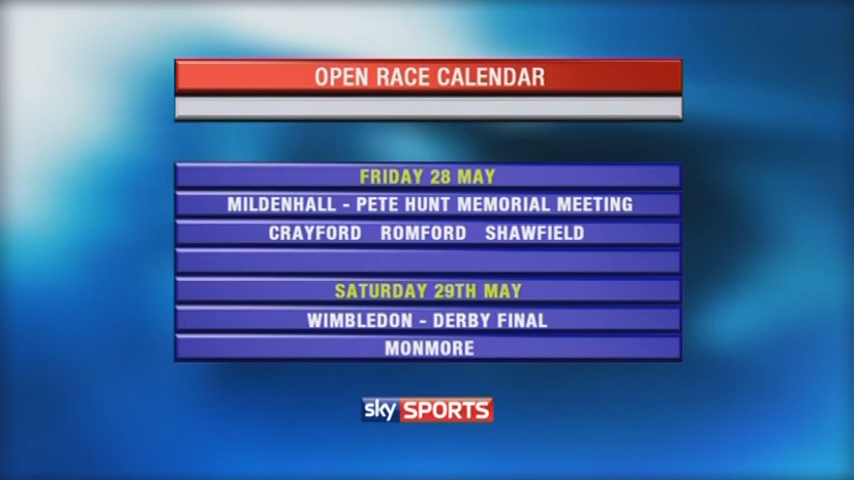 OPEN RACE CALENDAR
FRIDAY 28 MAY
MILDENHALL - PETE HUNT MEMORIAL MEETING
CRAYFORD ROMFORD SHAWFIELD
SATURDAY 29TH MAY
WIMBLEDON - DERBY FINAL
MONMORE
sky SPORTS